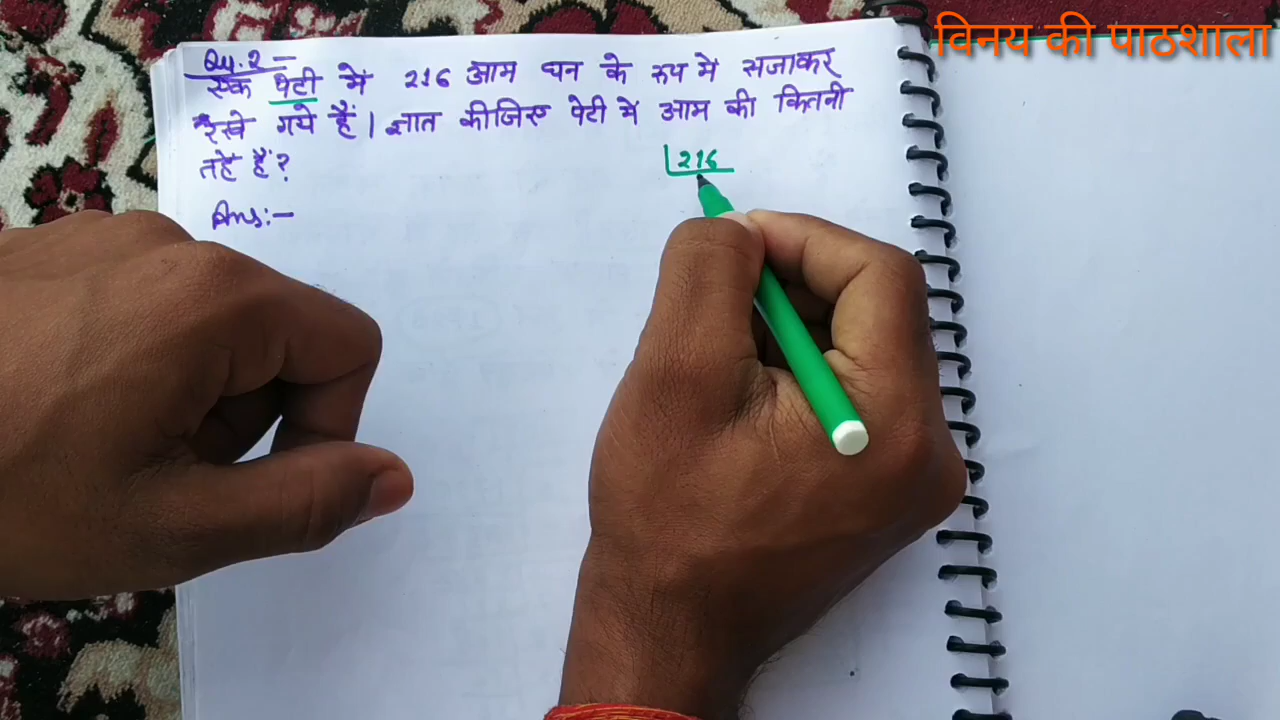 विनय की पाठशाला
Qu.2 –
एक पेटी में 216 आम घन के रूप में सजाकर
रखे गये हैं। ज्ञात कीजिए पेटी में आम की कितनी
तहें हैं?
216
Ans:–